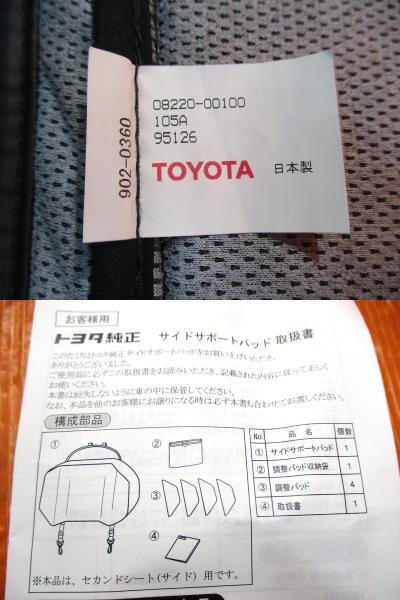 902-0360
08220-00100
105A
95126
TOYOTA 日本製
お客様用
トヨタ純正 サイドサポートパッド 取扱書
このたびはトヨタ純正サイドサポートパッドをお買い上げいただき、
ありがとうございました。
ご使用前に必ずこの取扱書をお読みいただき、記載された内容に従って正しく
お使いください。
本書は紛失しないように車の中に保管してください。
なお、本品を他のお客様にお譲りになる時は必ず本書も合わせてお渡しください。
構成部品
① ② ③ ④
No. 品名 個数
① サイドサポートパッド 1
② 調整パッド収納袋 1
③ 調整パッド 4
④ 取扱書 1
※本品は、セカンドシート(サイド)用です。